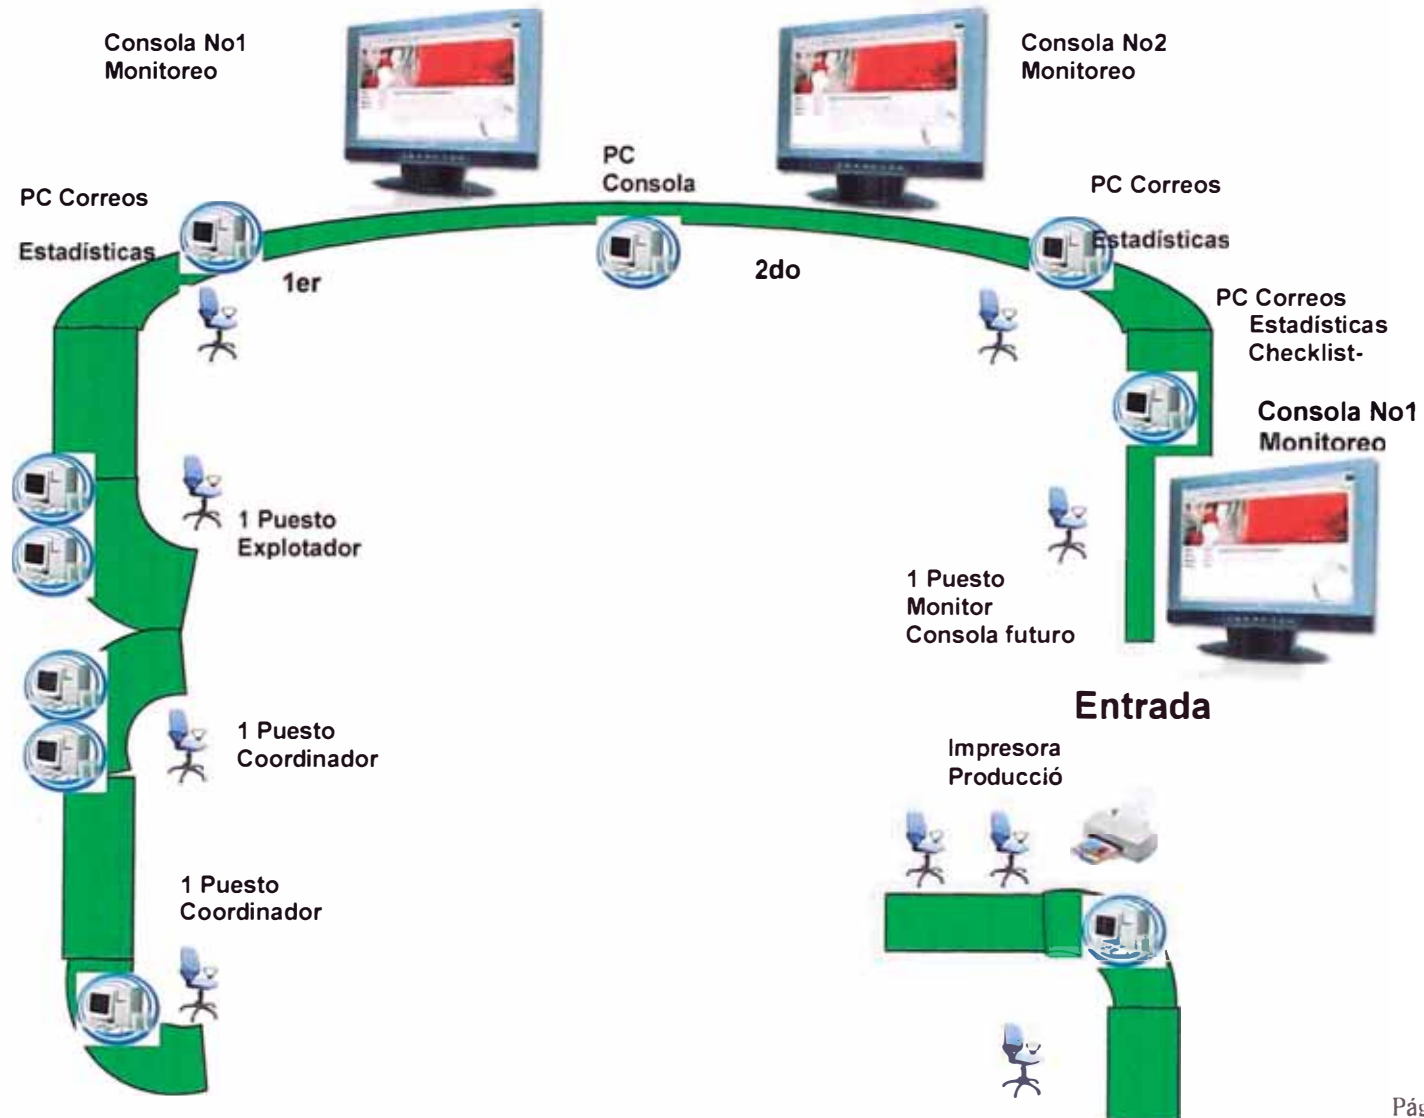 Consola No1
Monitoreo
Consola No2
Monitoreo
PC
Consola
PC Correos
Estadísticas
PC Correos
Estadísticas
1er
2do
PC Correos
Estadísticas
Checklist-
Consola No1
Monitoreo
1 Puesto
Explotador
1 Puesto
Monitor
Consola futuro
Entrada
1 Puesto
Coordinador
Impresora
Producció
1 Puesto
Coordinador
Pág